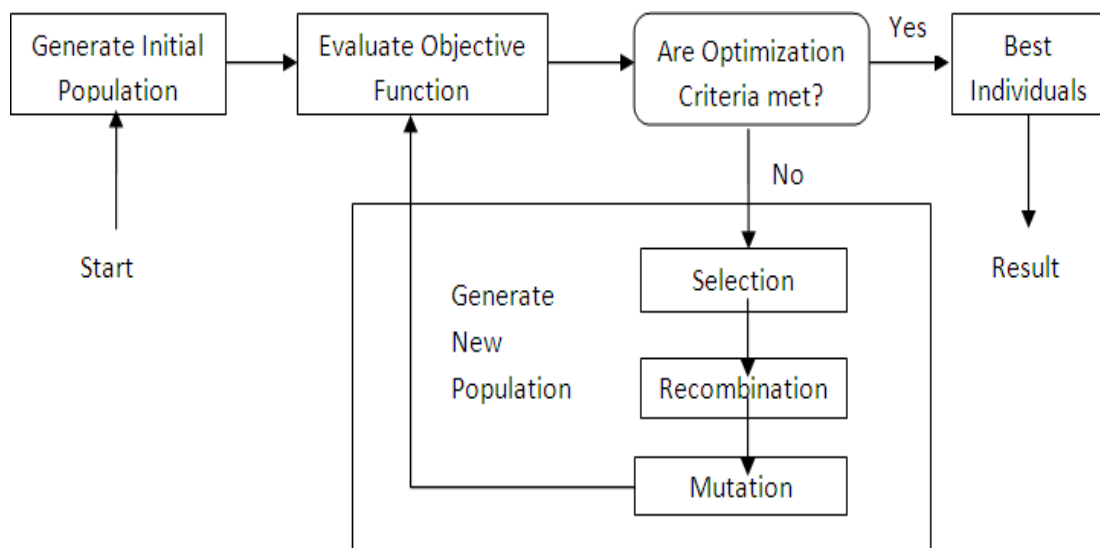 Generate Initial
Population
Evaluate Objective
Function
Are Optimization
Criteria met?
Yes
Best
Individuals
No
Start
Result
Generate
New
Population
Selection
Recombination
Mutation